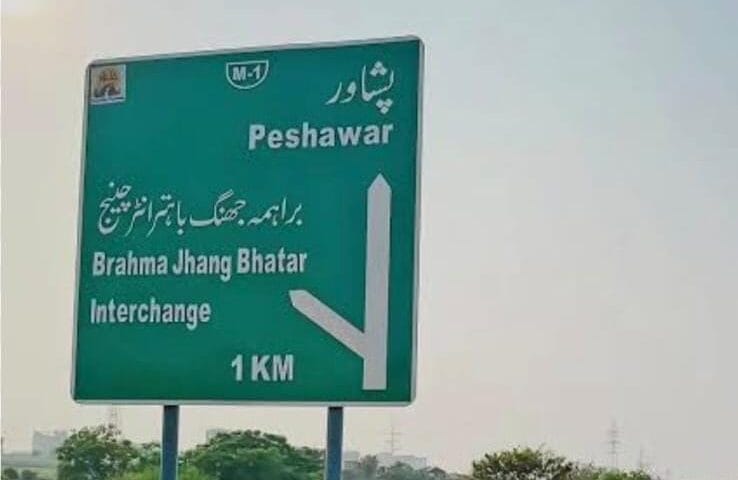 M-1
پشاور
Peshawar
براہمہ جھنگ باہتر انٹرچینج
Brahma Jhang Bhatar
Interchange
1 KM